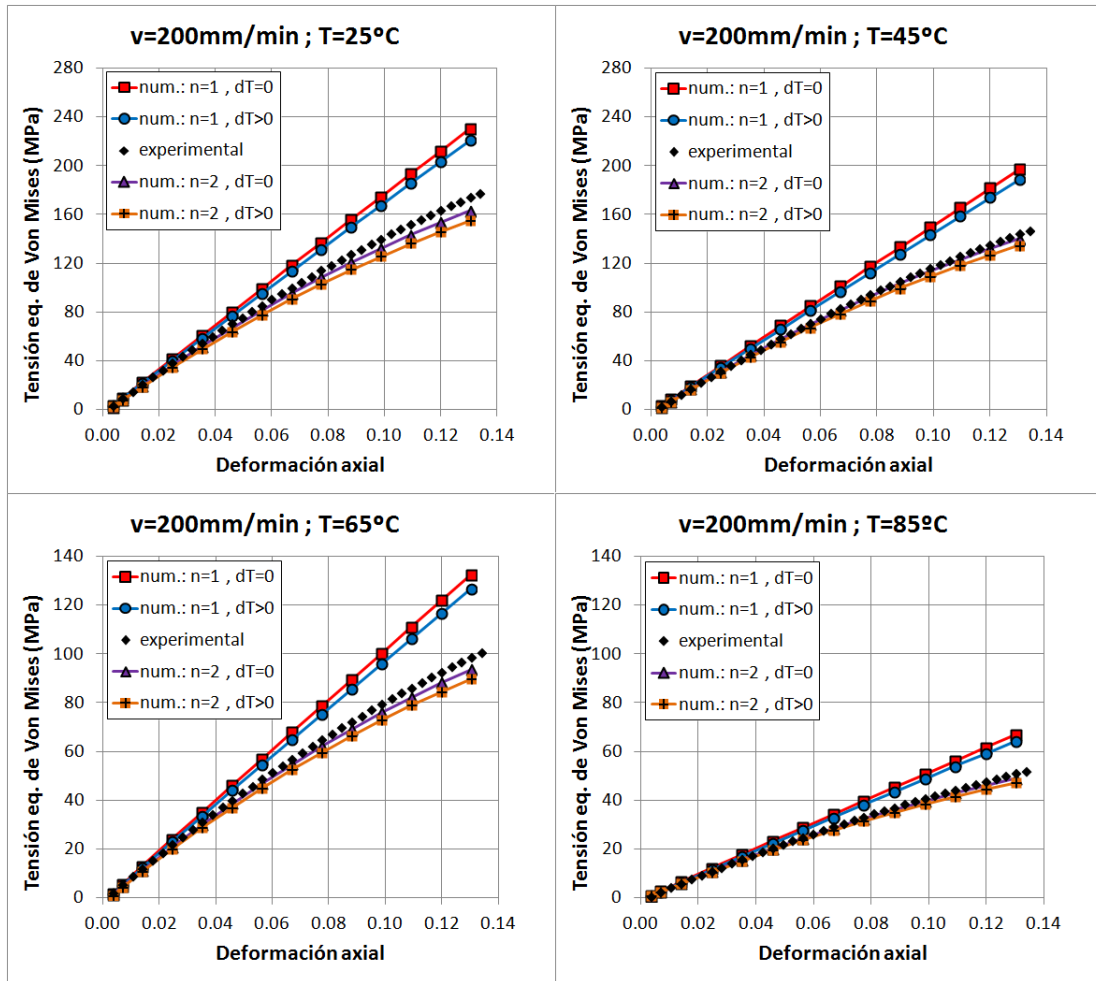 v=200mm/min ; T=25ºC
Tensión eq. de Von Mises (MPa)
280
240
200
160
120
80
40
0
num.: n=1 , dT=0
num.: n=1 , dT>0
experimental
num.: n=2 , dT=0
num.: n=2 , dT>0
0.00 0.02 0.04 0.06 0.08 0.10 0.12 0.14
Deformación axial
v=200mm/min ; T=45ºC
Tensión eq. de Von Mises (MPa)
280
240
200
160
120
80
40
0
num.: n=1 , dT=0
num.: n=1 , dT>0
experimental
num.: n=2 , dT=0
num.: n=2 , dT>0
0.00 0.02 0.04 0.06 0.08 0.10 0.12 0.14
Deformación axial
v=200mm/min ; T=65ºC
Tensión eq. de Von Mises (MPa)
140
120
100
80
60
40
20
0
num.: n=1 , dT=0
num.: n=1 , dT>0
experimental
num.: n=2 , dT=0
num.: n=2 , dT>0
0.00 0.02 0.04 0.06 0.08 0.10 0.12 0.14
Deformación axial
v=200mm/min ; T=85ºC
Tensión eq. de Von Mises (MPa)
140
120
100
80
60
40
20
0
num.: n=1 , dT=0
num.: n=1 , dT>0
experimental
num.: n=2 , dT=0
num.: n=2 , dT>0
0.00 0.02 0.04 0.06 0.08 0.10 0.12 0.14
Deformación axial